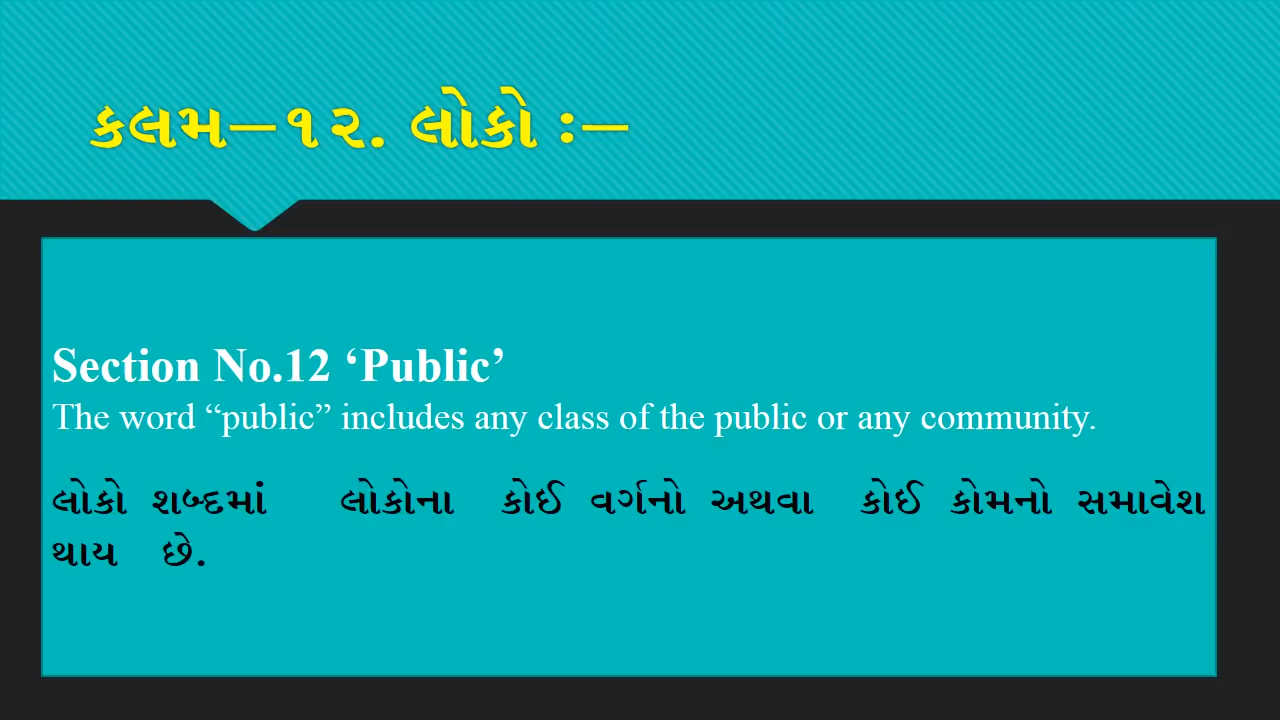 કલમ–૧૨. લોકો :–
Section No.12 ‘Public’
The word “public” includes any class of the public or any community.
લોકો શબ્દમાં લોકોના કોઈ વર્ગનો અથવા કોઈ કોમનો સમાવેશ
થાય છે.